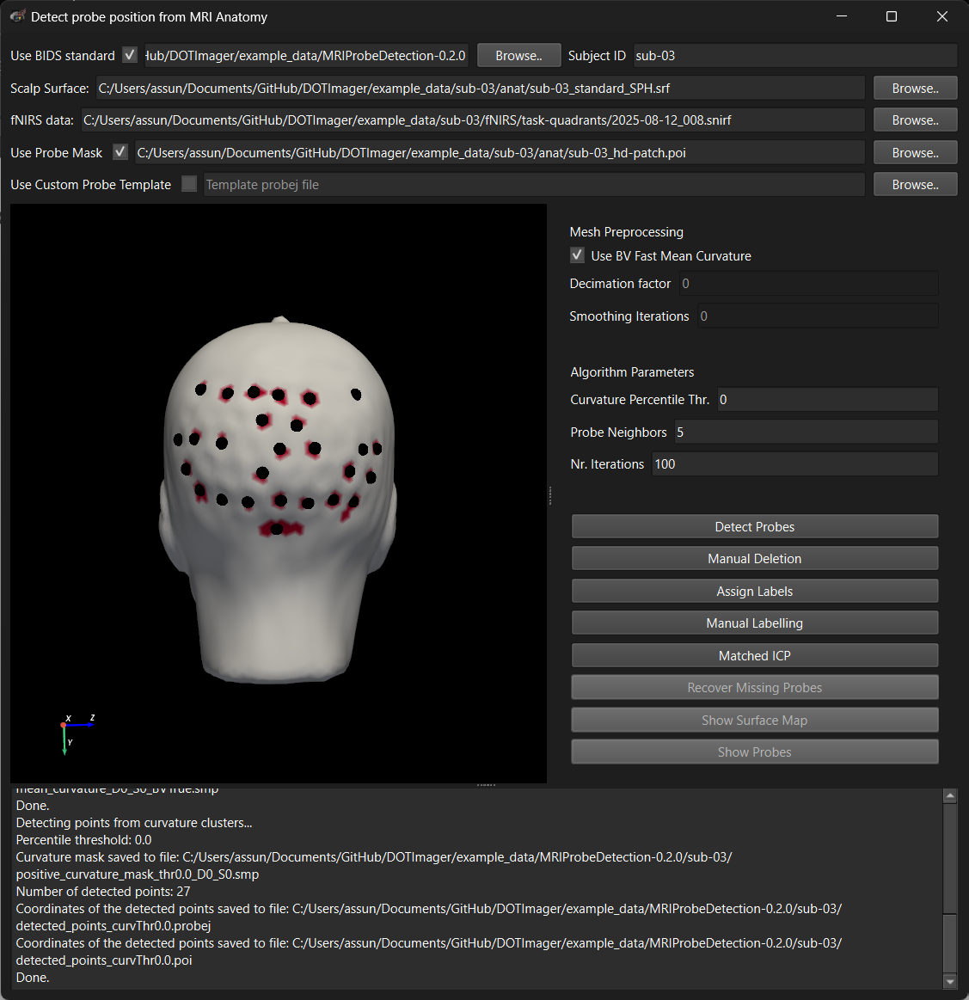 Detect probe position from MRI Anatomy
Use BIDS standard Hub/DOTImager/example_data/MRIProbeDetection-0.2.0 Browse.. Subject ID sub-03
Scalp Surface: C:/Users/assun/Documents/GitHub/DOTImager/example_data/sub-03/anat/sub-03_standard_SPH.srf Browse..
fNIRS data: C:/Users/assun/Documents/GitHub/DOTImager/example_data/sub-03/fNIRS/task-quadrants/2025-08-12_008.snirf Browse..
Use Probe Mask C:/Users/assun/Documents/GitHub/DOTImager/example_data/sub-03/anat/sub-03_hd-patch.poi Browse..
Use Custom Probe Template Template probej file Browse..
Mesh Preprocessing
Use BV Fast Mean Curvature
Decimation factor 0
Smoothing Iterations 0
Algorithm Parameters
Curvature Percentile Thr. 0
Probe Neighbors 5
Nr. Iterations 100
Detect Probes
Manual Deletion
Assign Labels
Manual Labelling
Matched ICP
Recover Missing Probes
Show Surface Map
Show Probes
X Z
Y
mean_curvature_D0_S0_BVTrue.smp
Done.
Detecting points from curvature clusters...
Percentile threshold: 0.0
Curvature mask saved to file: C:/Users/assun/Documents/GitHub/DOTImager/example_data/MRIProbeDetection-0.2.0/sub-03/
positive_curvature_mask_thr0.0_D0_S0.smp
Number of detected points: 27
Coordinates of the detected points saved to file: C:/Users/assun/Documents/GitHub/DOTImager/example_data/MRIProbeDetection-0.2.0/sub-03/
detected_points_curvThr0.0.probej
Coordinates of the detected points saved to file: C:/Users/assun/Documents/GitHub/DOTImager/example_data/MRIProbeDetection-0.2.0/sub-03/
detected_points_curvThr0.0.poi
Done.